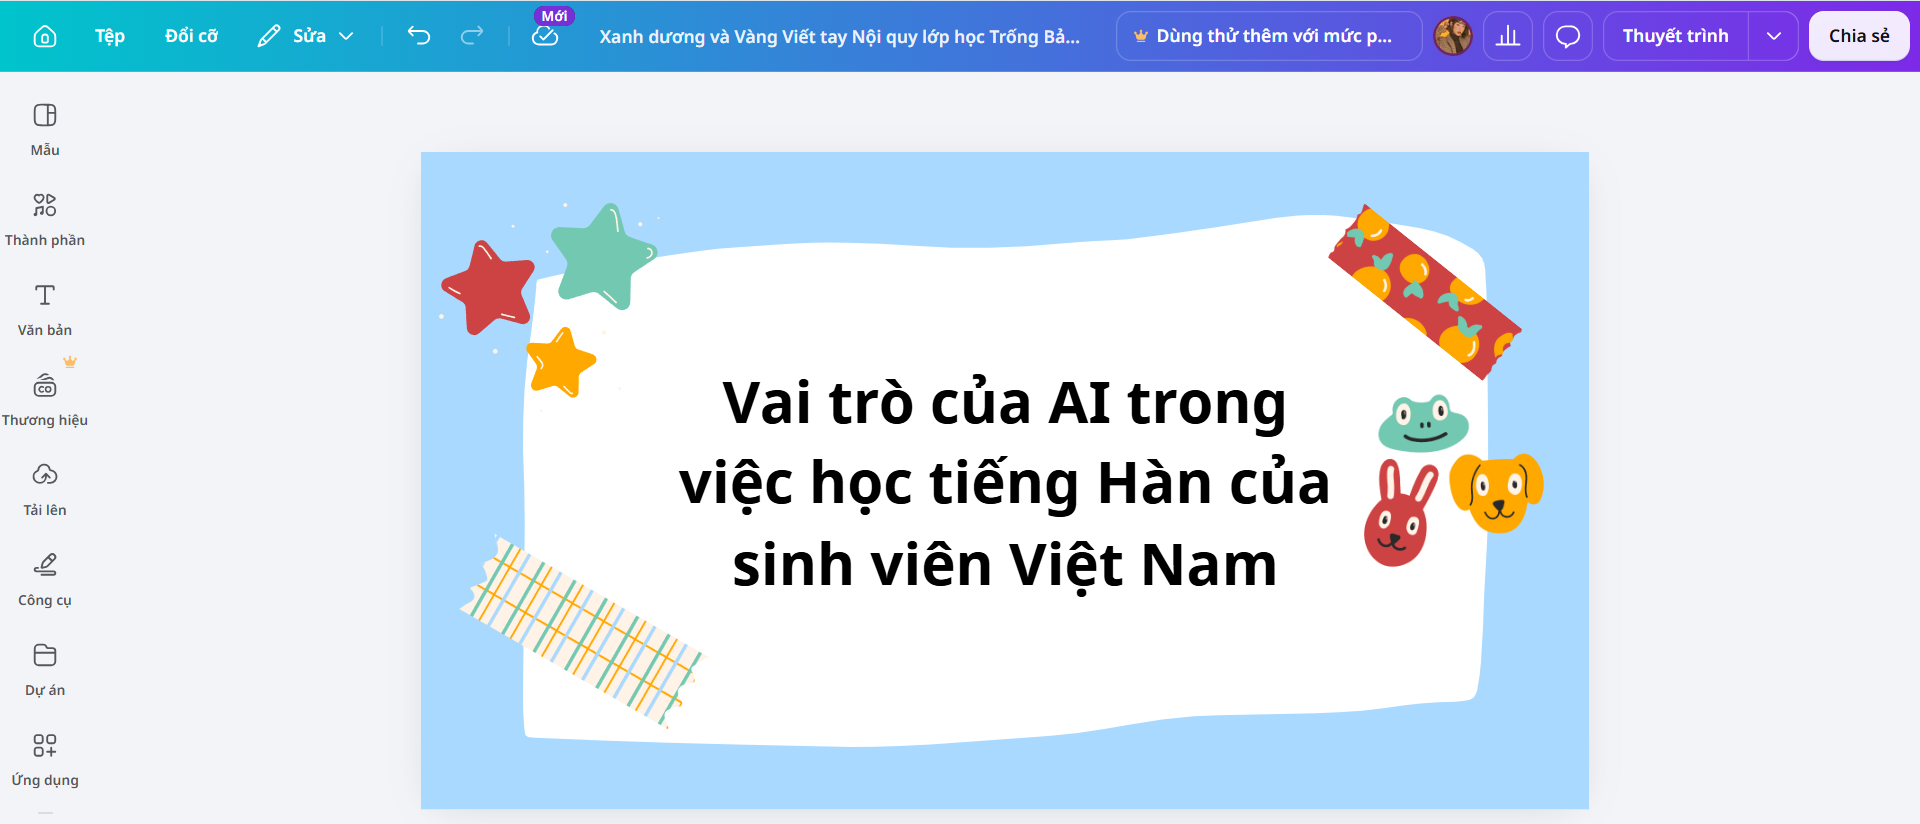 Tệp
Đổi cỡ
Sửa
Mới
Xanh dương và Vàng Viết tay Nội quy lớp học Trống Bả...
Dùng thử thêm với mức p...
Thuyết trình
Chia sẻ
Mẫu
Thành phần
Văn bản
Thương hiệu
CO
Tải lên
Công cụ
Dự án
Ứng dụng
Vai trò của AI trong
việc học tiếng Hàn của
sinh viên Việt Nam